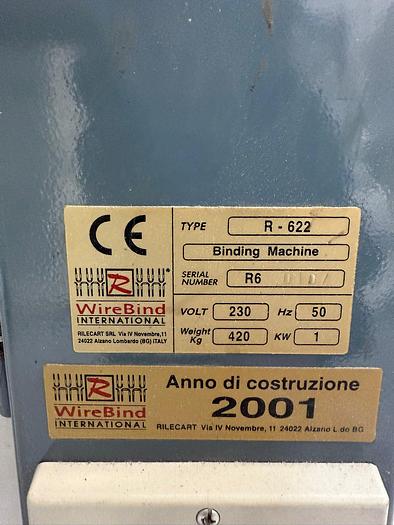 CE
TYPE R - 622
Binding Machine
SERIAL NUMBER R6
R
WireBind
INTERNATIONAL
RILECART SRL Via IV Novembre,11
24022 Alzano Lombardo (BG) ITALY
VOLT 230 Hz 50
Weight Kg 420 KW 1
R
WireBind
INTERNATIONAL
Anno di costruzione
2001
RILECART Via IV Novembre, 11 24022 Alzano L.do BG